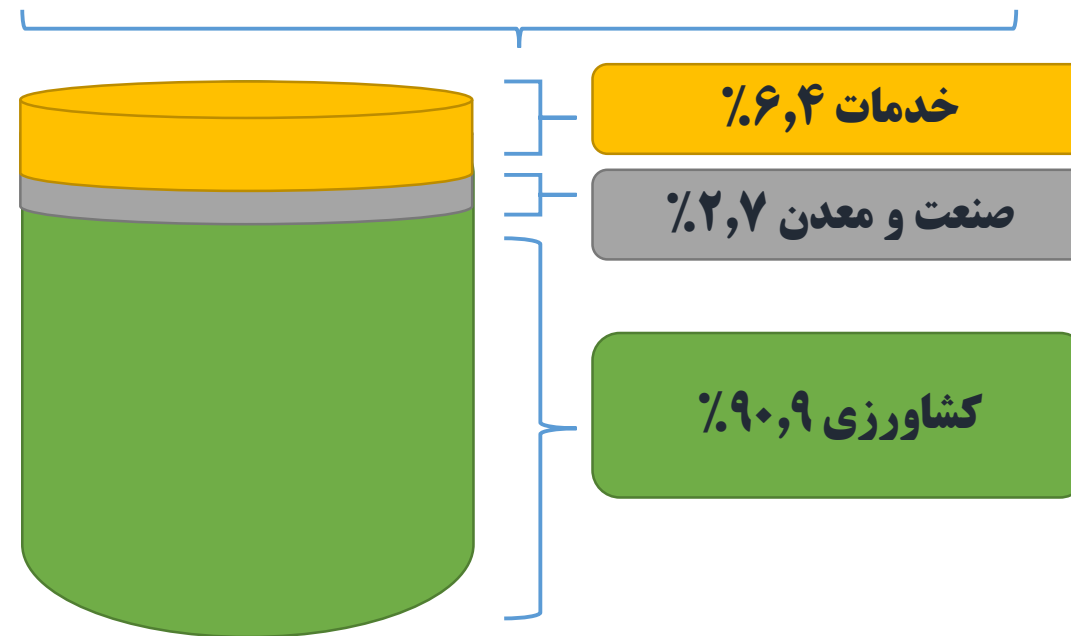 خدمات ۶,۴%
صنعت و معدن ۲,۷%
کشاورزی ۹۰,۹%